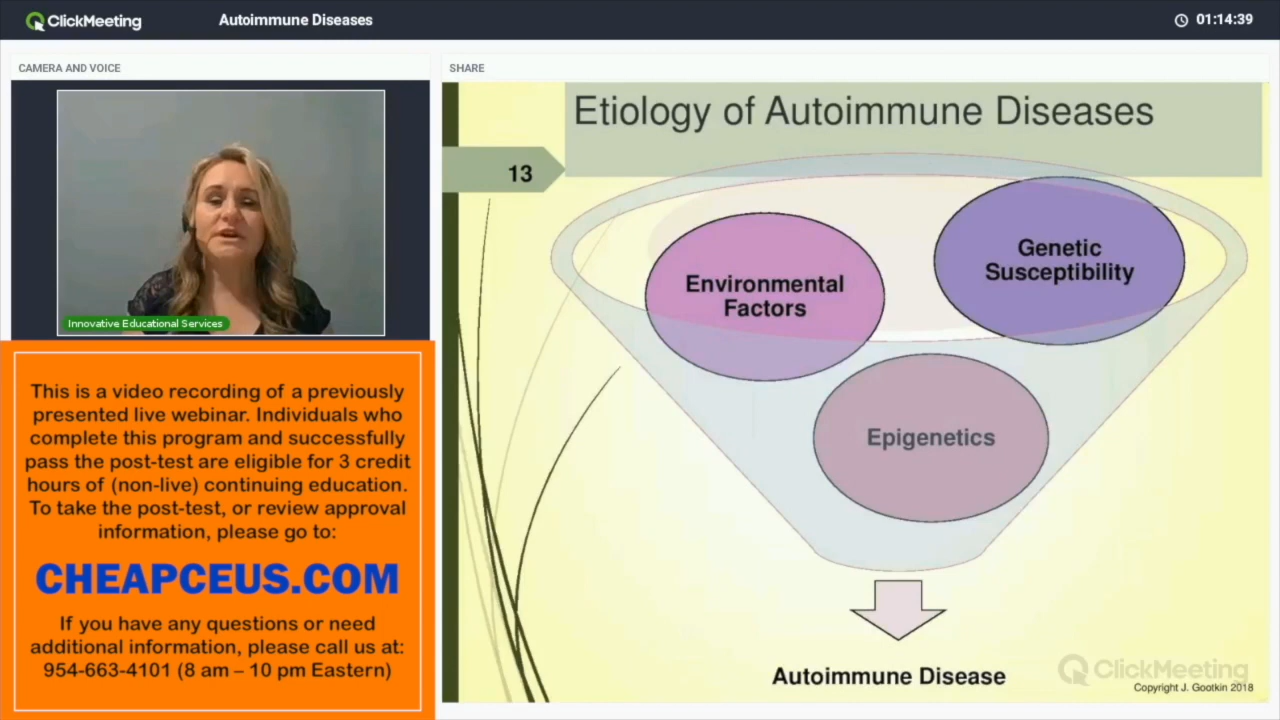 ClickMeeting
Autoimmune Diseases
01:14:39
CAMERA AND VOICE
Innovative Educational Services
This is a video recording of a previously
presented live webinar. Individuals who
complete this program and successfully
pass the post-test are eligible for 3 credit
hours of (non-live) continuing education.
To take the post-test, or review approval
information, please go to:
CHEAPCEUS.COM
If you have any questions or need
additional information, please call us at:
954-663-4101 (8 am – 10 pm Eastern)
SHARE
Etiology of Autoimmune Diseases
13
Environmental
Factors
Genetic
Susceptibility
Epigenetics
Autoimmune Disease
ClickMeeting
Copyright J. Gootkin 2018